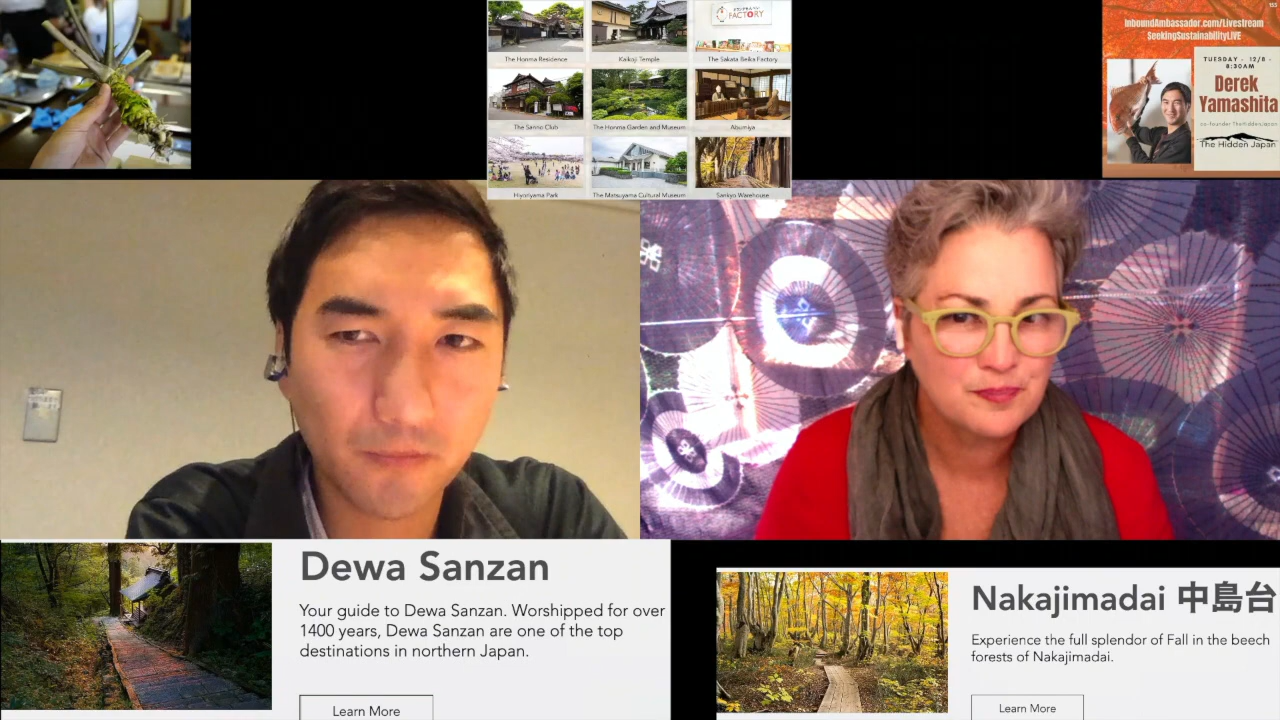 FACTORY
The Honma Residence
Kaikoji Temple
The Sakata Beika Factory
The Sanno Club
The Honma Garden and Museum
Abumiya
Hiyoriyama Park
The Matsuyama Cultural Museum
Sankyo Warehouse
155
InboundAmbassador.com/Livestream
SeekingSustainabilityLIVE
TUESDAY - 12/8 -
8:30AM
Derek
Yamashita
co-founder TheHiddenJapan
The Hidden Japan
Dewa Sanzan
Your guide to Dewa Sanzan. Worshipped for over
1400 years, Dewa Sanzan are one of the top
destinations in northern Japan.
Learn More
Nakajimadai 中島台
Experience the full splendor of Fall in the beech
forests of Nakajimadai.
Learn More